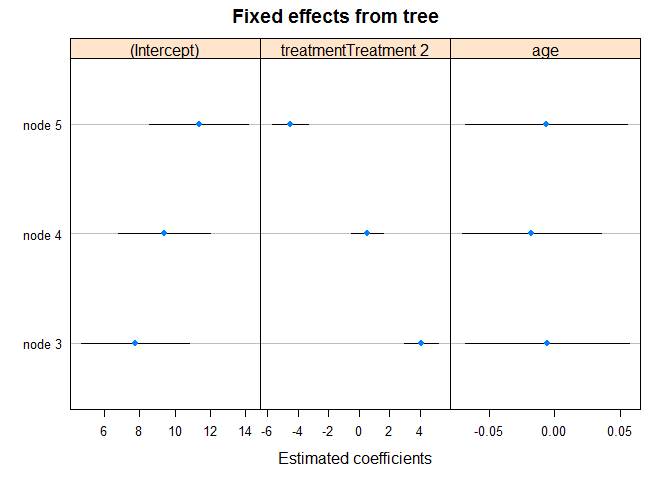 Fixed effects from tree
(Intercept) treatmentTreatment 2 age
node 5
node 4
node 3
6 8 10 12 14 -6 -4 -2 0 2 4 -0.05 0.00 0.05
Estimated coefficients